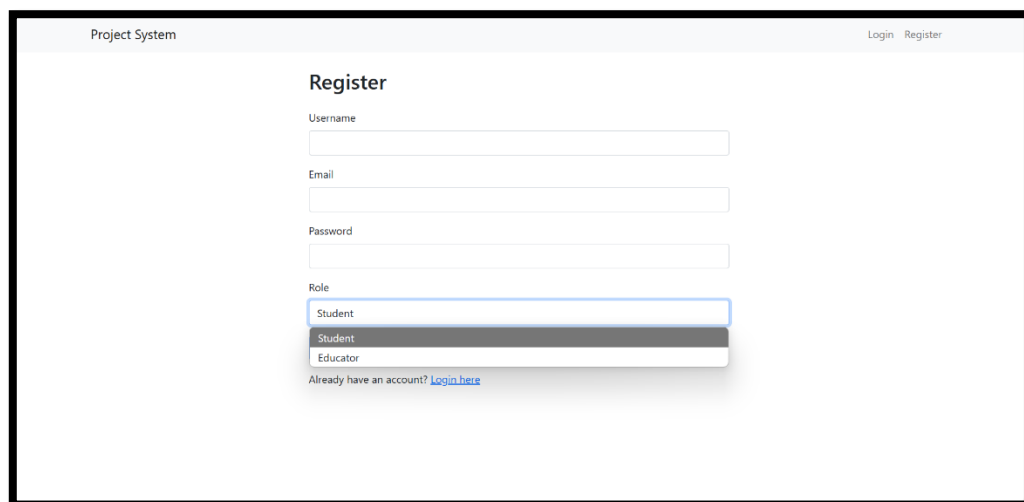 Project System
Login Register
Register
Username
Email
Password
Role
Student
Student
Educator
Already have an account? Login here